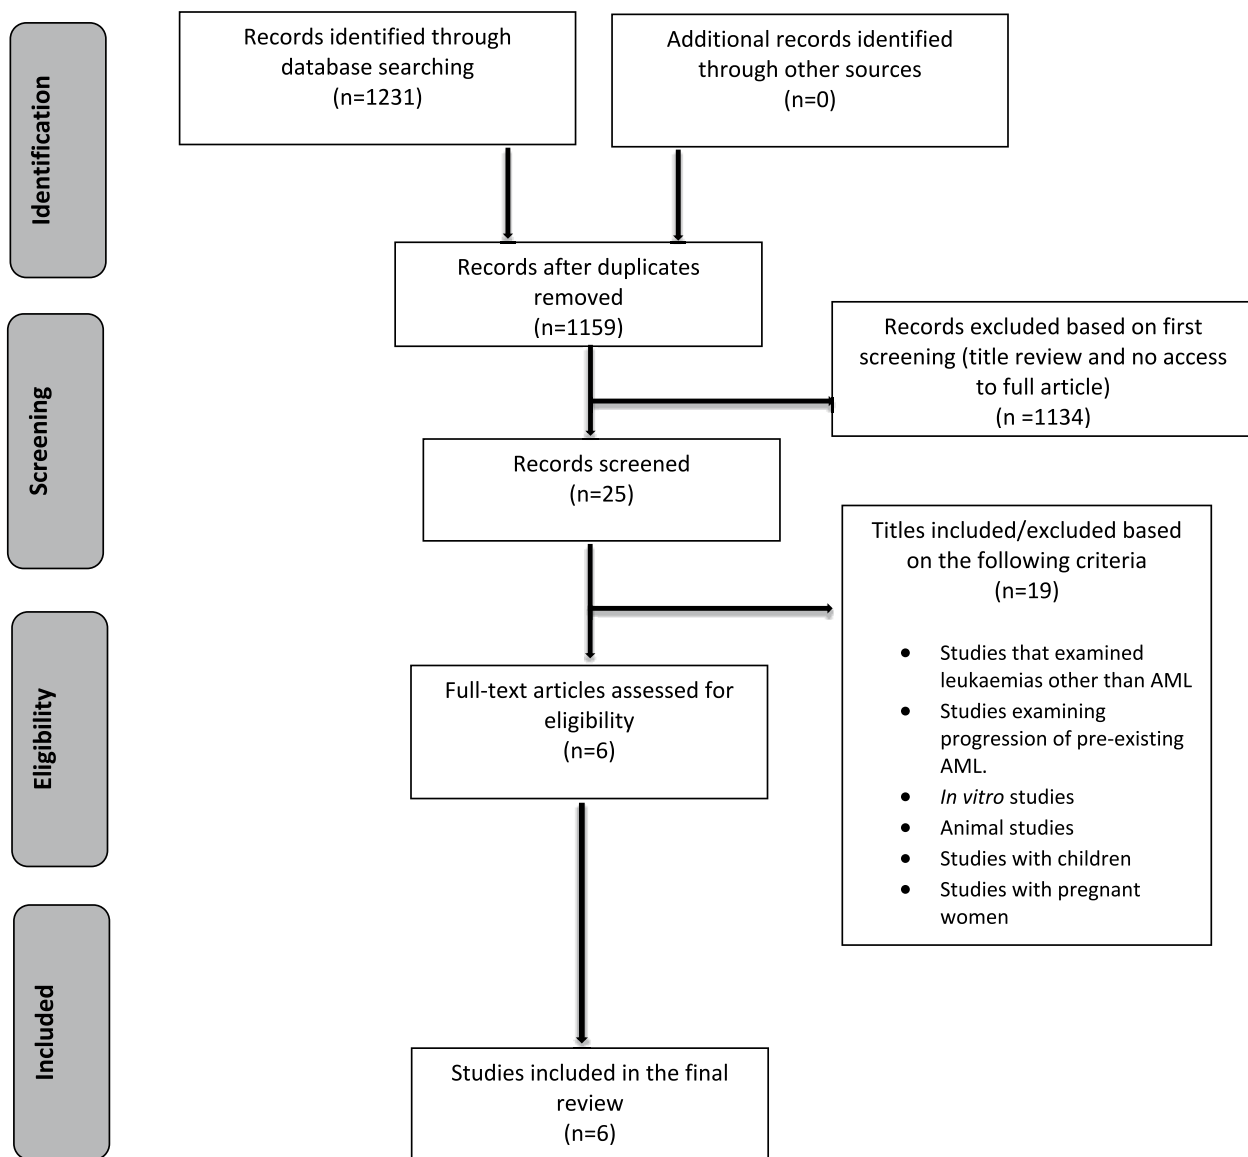 Identification
Records identified through
database searching
(n=1231)
Additional records identified
through other sources
(n=0)
Records after duplicates
removed
(n=1159)
Screening
Records excluded based on first
screening (title review and no access
to full article)
(n =1134)
Records screened
(n=25)
Titles included/excluded based
on the following criteria
(n=19)
● Studies that examined
leukaemias other than AML
● Studies examining
progression of pre-existing
AML.
● In vitro studies
● Animal studies
● Studies with children
● Studies with pregnant
women
Eligibility
Full-text articles assessed for
eligibility
(n=6)
Included
Studies included in the final
review
(n=6)